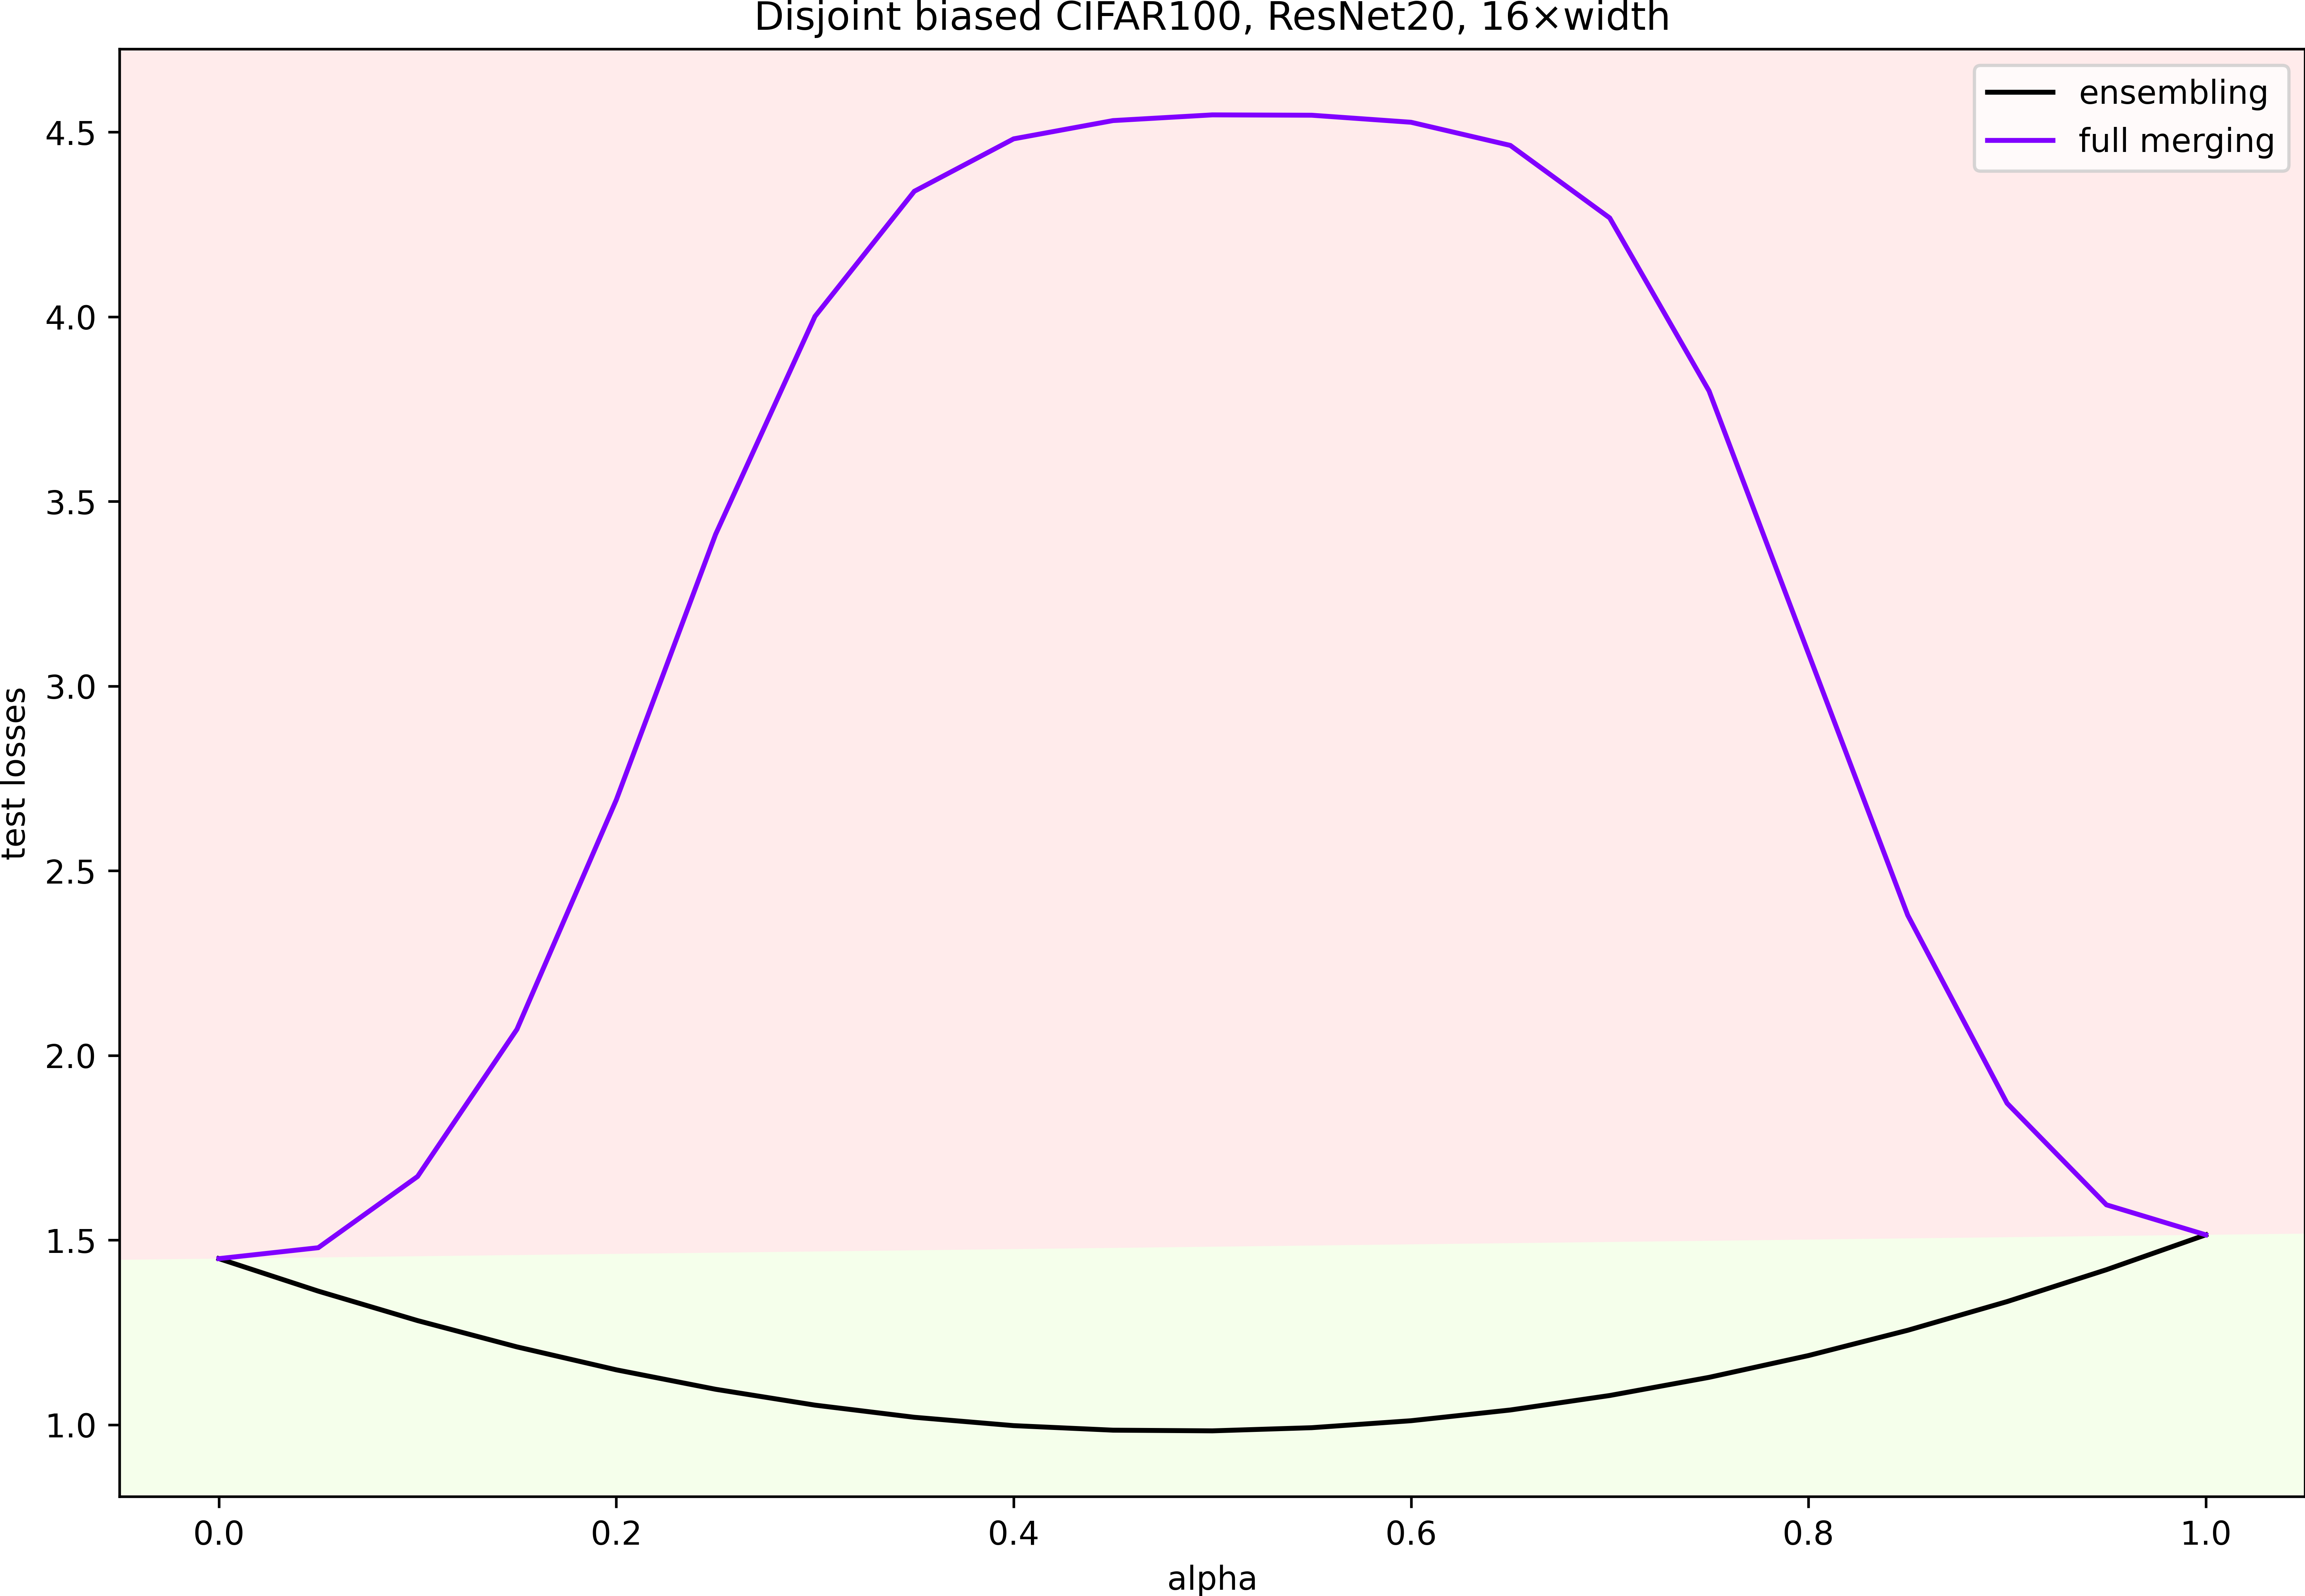 Disjoint biased CIFAR100, ResNet20, 16×width
ensembling
full merging
test losses
4.5
4.0
3.5
3.0
2.5
2.0
1.5
1.0
0.0 0.2 0.4 0.6 0.8 1.0
alpha